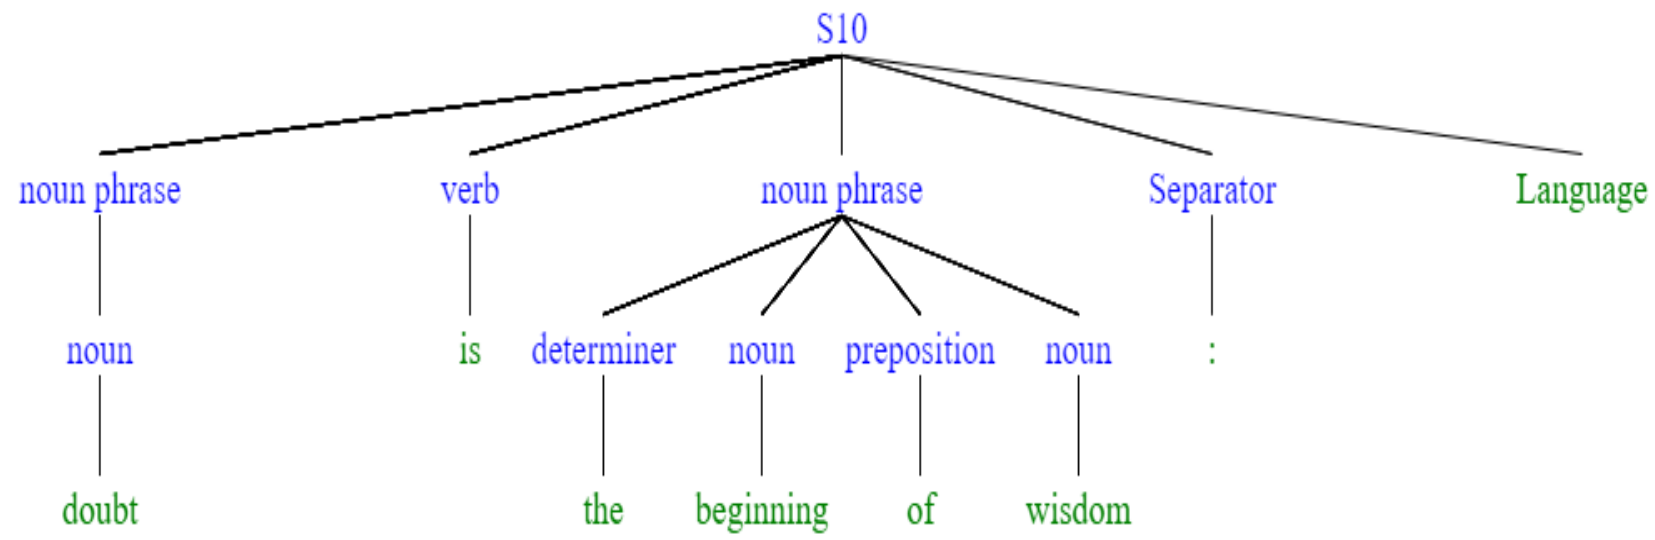 S10
noun phrase verb noun phrase Separator Language
noun is determiner noun preposition noun :
doubt the beginning of wisdom